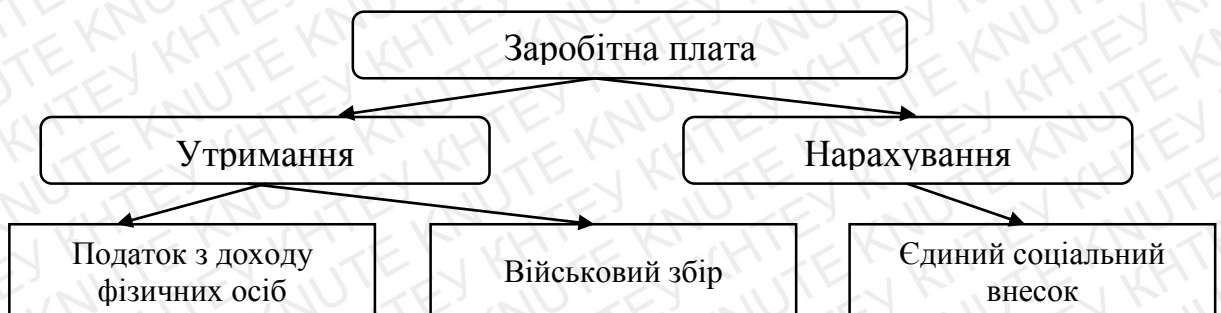 Заробітна плата
Утримання
Нарахування
Податок з доходу
фізичних осіб
Військовий збір
Єдиний соціальний
внесок